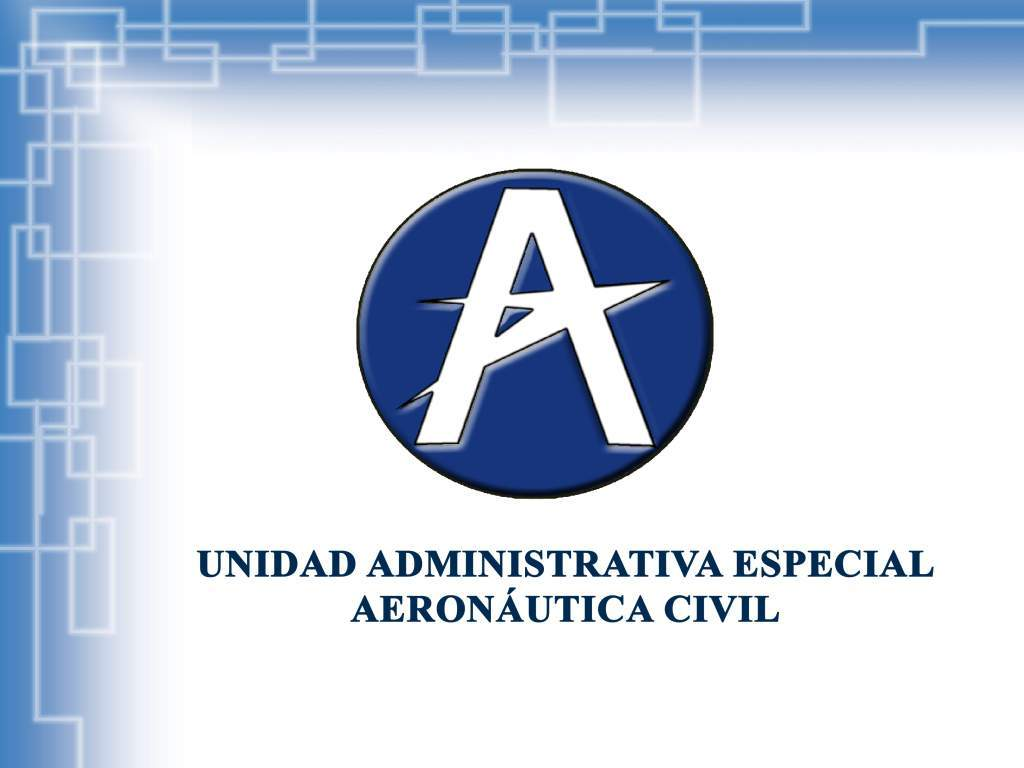 A
UNIDAD ADMINISTRATIVA ESPECIAL
AERONÁUTICA CIVIL